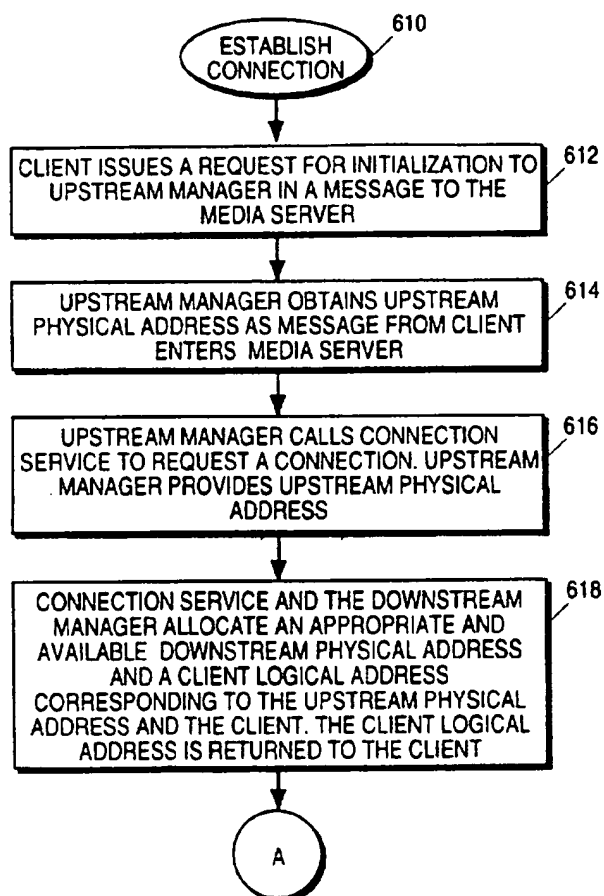 ESTABLISH
CONNECTION
610
CLIENT ISSUES A REQUEST FOR INITIALIZATION TO
UPSTREAM MANAGER IN A MESSAGE TO THE
MEDIA SERVER
612
UPSTREAM MANAGER OBTAINS UPSTREAM
PHYSICAL ADDRESS AS MESSAGE FROM CLIENT
ENTERS MEDIA SERVER
614
UPSTREAM MANAGER CALLS CONNECTION
SERVICE TO REQUEST A CONNECTION. UPSTREAM
MANAGER PROVIDES UPSTREAM PHYSICAL
ADDRESS
616
CONNECTION SERVICE AND THE DOWNSTREAM
MANAGER ALLOCATE AN APPROPRIATE AND
AVAILABLE DOWNSTREAM PHYSICAL ADDRESS
AND A CLIENT LOGICAL ADDRESS
CORRESPONDING TO THE UPSTREAM PHYSICAL
ADDRESS AND THE CLIENT. THE CLIENT LOGICAL
ADDRESS IS RETURNED TO THE CLIENT
618
A